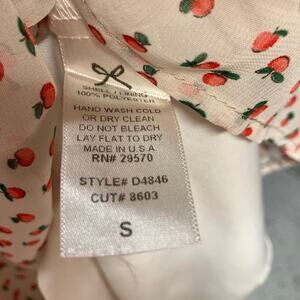 SHELL / LINING
100% POLYESTER
HAND WASH COLD
OR DRY CLEAN
DO NOT BLEACH
LAY FLAT TO DRY
MADE IN U.S.A
RN# 29570
STYLE# D4846
CUT# 8603
S